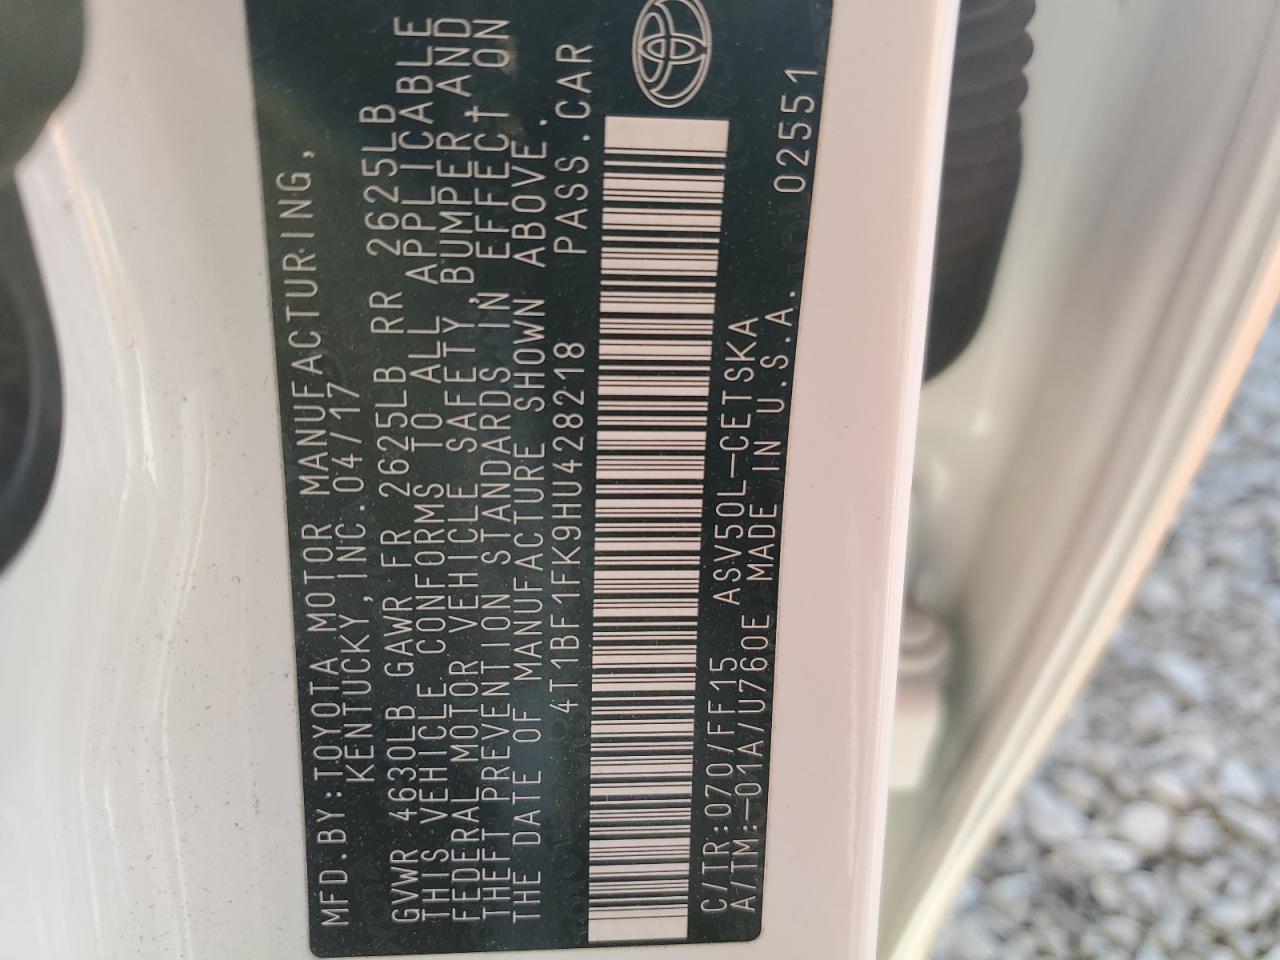 MFD.BY:TOYOTA MOTOR MANUFACTURING,
KENTUCKY,INC.04/17
GVWR 4630LB GAWR FR 2625LB RR 2625LB
THIS VEHICLE CONFORMS TO ALL APPLICABLE
FEDERAL MOTOR VEHICLE SAFETY,BUMPER,AND
THEFT PREVENTION STANDARDS IN EFFECT ON
THE DATE OF MANUFACTURE SHOWN ABOVE.
4T1BF1FK9HU428218 PASS.CAR
C/TR:070/FF15 ASV50L-CETSKA
A/TM:-01A/U760E MADE IN U.S.A. 02551